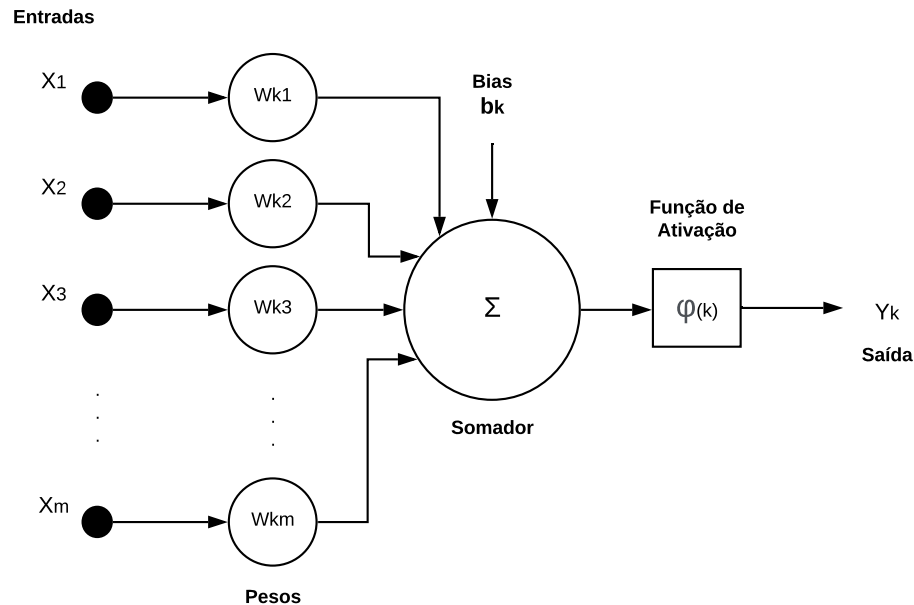 Entradas
X1
Wk1
Bias
bk
X2
Wk2
Função de
Ativação
X3
Wk3
Σ
φ(k)
Yk
Saída
.
.
.
.
.
.
Somador
Xm
Wkm
Pesos